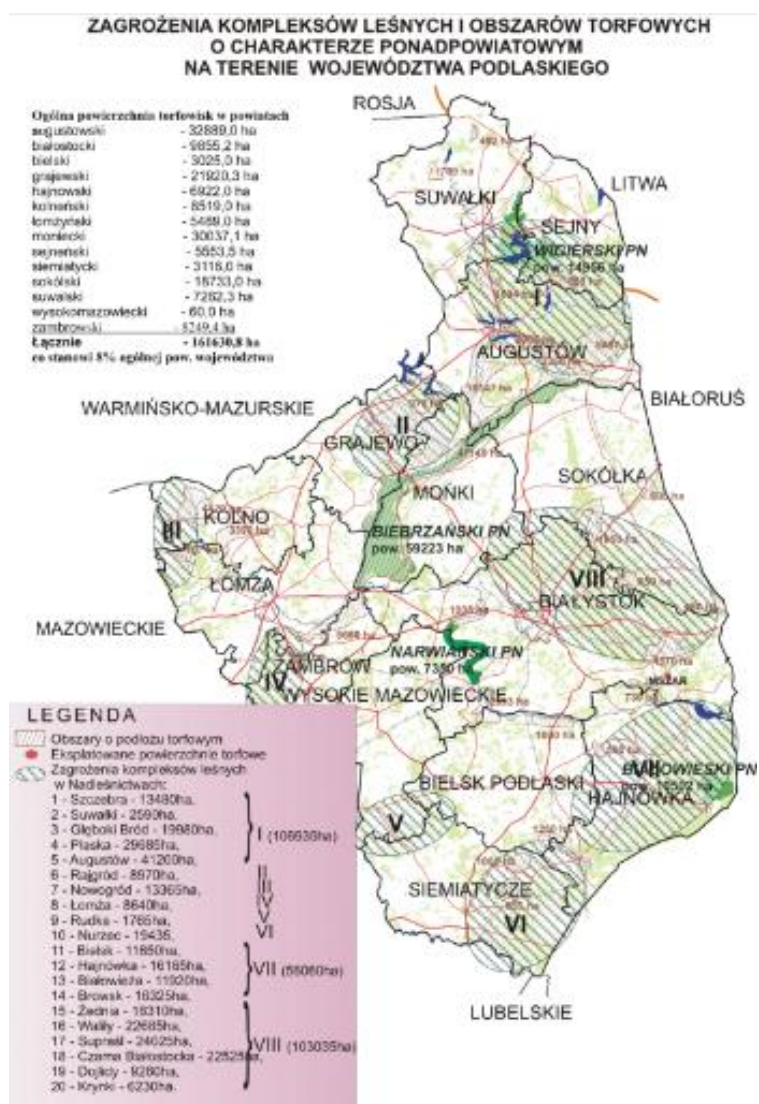 ZAGROŻENIA KOMPLEKSÓW LEŚNYCH I OBSZARÓW TORFOWYCH
O CHARAKTERZE PONADPOWIATOWYM
NA TERENIE WOJEWÓDZTWA PODLASKIEGO
Ogólna powierzchnia torfowisk w powiatach
augustowski - 32889,0 ha
białostocki - 9855,2 ha
bielski - 3025,0 ha
grajewski - 21920,3 ha
hajnowski - 6922,0 ha
kolneński - 8519,0 ha
łomżyński - 5489,0 ha
moniecki - 30037,1 ha
sejneński - 5553,5 ha
siemiatycki - 3116,0 ha
sokólski - 18733,0 ha
suwalski - 7262,3 ha
wysokomazowiecki - 60,0 ha
zambrowski - 8249,4 ha
Łącznie - 161630,8 ha
co stanowi 8% ogólnej pow. województwa
ROSJA
LITWA
SUWAŁKI
SEJNY
WIGIERSKI PN
pow. 14956 ha
I
AUGUSTÓW
BIAŁORUŚ
WARMIŃSKO-MAZURSKIE
II
GRAJEWO
SOKÓŁKA
MOŃKI
KOLNO
III
BIEBRZAŃSKI PN
pow. 59223 ha
VIII
ŁOMŻA
BIAŁYSTOK
MAZOWIECKIE
NARWIAŃSKI PN
pow. 7350 ha
ZAMBRÓW
IV
WYSOKIE MAZOWIECKIE
VII
BIELSK PODLASKI
HAJNÓWKA
V
SIEMIATYCZE
VI
LUBELSKIE
LEGENDA
Obszary o podłożu torfowym
Eksplatowane powierzchnie torfowe
Zagrożenia kompleksów leśnych
w Nadleśnictwach:
1 - Szczebra - 13480ha,
2 - Suwałki - 2590ha,
3 - Głęboki Bród - 19980ha,
4 - Płaska - 29685ha,
5 - Augustów - 41200ha,
I (106935ha)
6 - Rajgród - 8970ha, II
7 - Nowogród - 13365ha, III
8 - Łomża - 8640ha, IV
9 - Rudka - 1765ha, V
10 - Nurzec - 19435, VI
11 - Bielsk - 11650ha,
12 - Hajnówka - 16165ha,
13 - Białowieża - 11920ha,
14 - Browsk - 16325ha,
VII (56060ha)
15 - Żednia - 18310ha,
16 - Waliły - 22685ha,
17 - Supraśl - 24025ha,
18 - Czarna Białostocka - 22525ha,
19 - Dojlidy - 9260ha,
20 - Krynki - 6230ha.
VIII (103035ha)